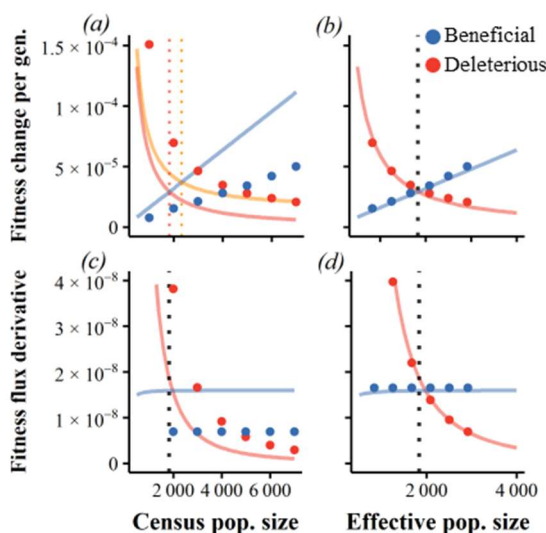 (a)
(b)
Beneficial
Deleterious
Fitness change per gen.
1.5 × 10⁻⁴
1 × 10⁻⁴
5 × 10⁻⁵
0
(c)
(d)
Fitness flux derivative
4 × 10⁻⁸
3 × 10⁻⁸
2 × 10⁻⁸
1 × 10⁻⁸
0
2 000 4 000 6 000
0 2 000 4 000
Census pop. size
Effective pop. size